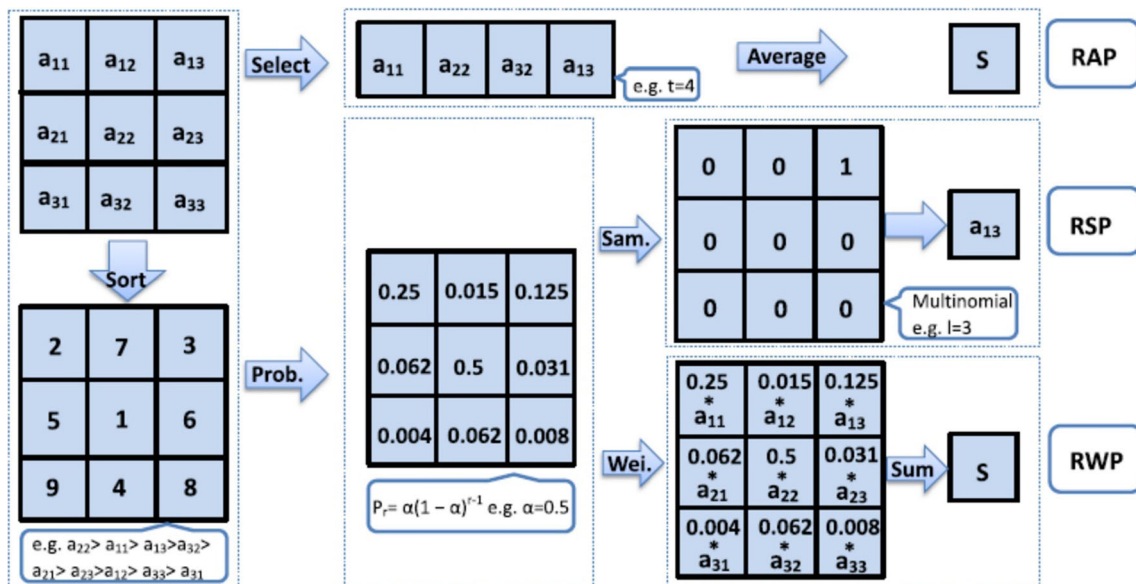 a11 a12 a13
a21 a22 a23
a31 a32 a33
Sort
2 7 3
5 1 6
9 4 8
e.g. a22> a11> a13>a32>
a21> a23>a12> a33> a31
Select
a11 a22 a32 a13
e.g. t=4
Average
S
RAP
Prob.
0.25 0.015 0.125
0.062 0.5 0.031
0.004 0.062 0.008
Pr= α(1 − α)^r-1 e.g. α=0.5
Sam.
0 0 1
0 0 0
0 0 0
Multinomial
e.g. l=3
a13
RSP
Wei.
0.25 0.015 0.125
* * *
a11 a12 a13
0.062 0.5 0.031
* * *
a21 a22 a23
0.004 0.062 0.008
* * *
a31 a32 a33
Sum
S
RWP